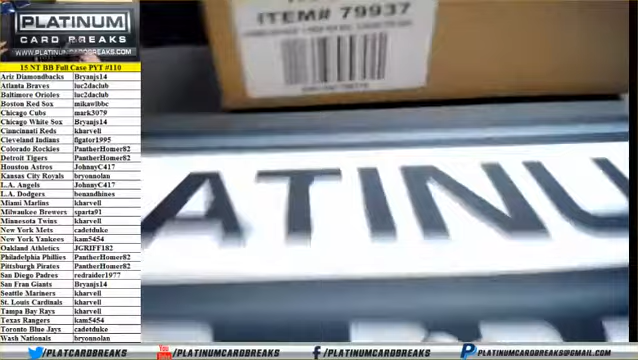 PLATINUM
CARD BREAKS
WWW.PLATINUMCARDBREAKS.COM
15 NT BB Full Case PYT #110
Ariz Diamondbacks Bryanjs14
Atlanta Braves luc2daclub
Baltimore Orioles luc2daclub
Boston Red Sox mikawlbbc
Chicago Cubs mark3079
Chicago White Sox Bryanjs14
Cinncinnati Reds kharvell
Cleveland Indians figator1995
Colorado Rockies PantherHomer82
Detroit Tigers PantherHomer82
Houston Astros JohnnyC417
Kansas City Royals bryonnolan
L.A. Angels JohnnyC417
L.A. Dodgers benandhines
Miami Marlins kharvell
Milwaukee Brewers sparta91
Minnesota Twins kharvell
New York Mets cadetduke
New York Yankees kam5454
Oakland Athletics JGRIFF182
Philadelphia Phillies PantherHomer82
Pittsburgh Pirates PantherHomer82
San Diego Padres redraider1977
San Fran Giants Bryanjs14
Seattle Mariners kharvell
St. Louis Cardinals kharvell
Tampa Bay Rays kharvell
Texas Rangers kam5454
Toronto Blue Jays cadetduke
Wash Nationals bryonnolan
ITEM# 79937
ATINU
/PLATCARDBREAKS
You Tube /PLATINUMCARDBREAKS
/PLATINUMCARDBREAKS
PLATINUMCARDBREAKS@GMAIL.COM